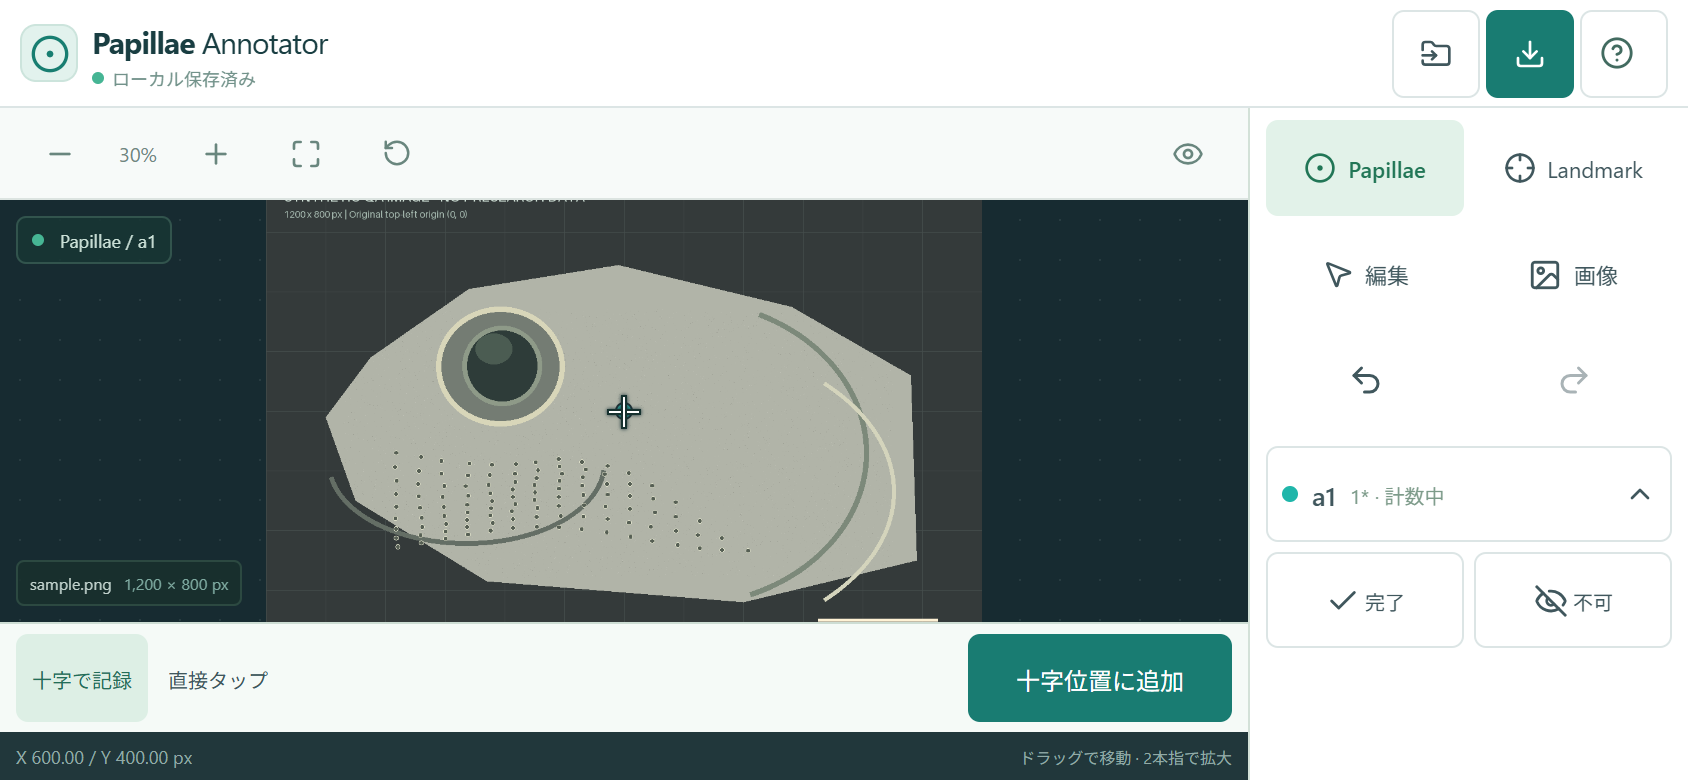 Papillae Annotator
ローカル保存済み
30%
Papillae
Landmark
1200 x 800 px | Original top-left origin (0, 0)
Papillae / a1
編集
画像
a1 1* · 計数中
sample.png 1,200 × 800 px
完了
不可
十字で記録
直接タップ
十字位置に追加
X 600.00 / Y 400.00 px
ドラッグで移動 · 2本指で拡大